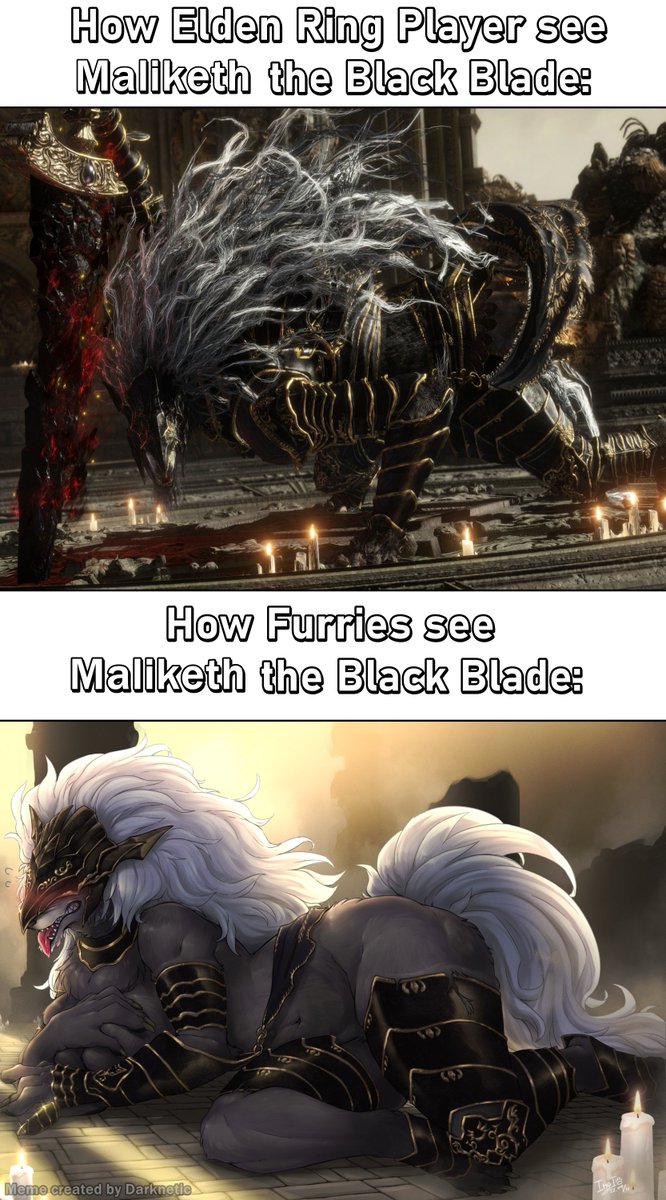 How Elden Ring Player see
Maliketh the Black Blade:
How Furries see
Maliketh the Black Blade:
Meme created by Darknetic